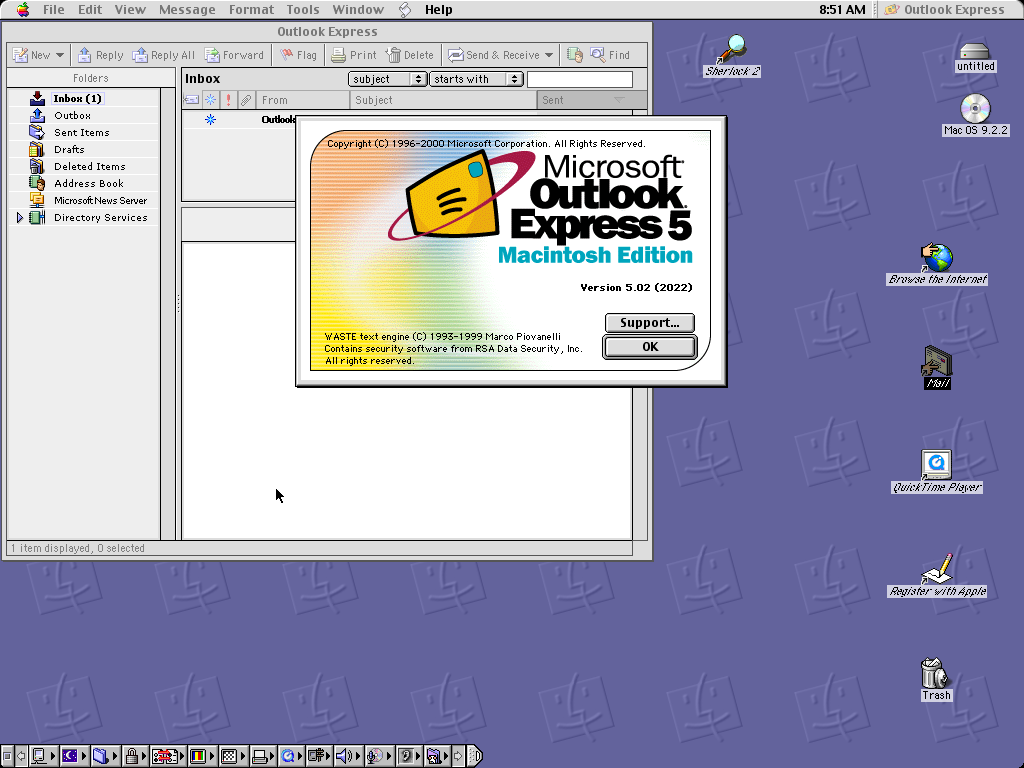 File Edit View Message Format Tools Window Help 8:51 AM Outlook Express
Outlook Express
New Reply Reply All Forward Flag Print Delete Send & Receive Find
Folders
Inbox subject starts with
From Subject Sent
Inbox (1)
Outbox
Sent Items
Drafts
Deleted Items
Address Book
Microsoft News Server
Directory Services
Outlook
Copyright (C) 1996-2000 Microsoft Corporation. All Rights Reserved.
Microsoft
Outlook
Express 5
Macintosh Edition
Version 5.02 (2022)
Support...
OK
WASTE text engine (C) 1993-1999 Marco Piovanelli
Contains security software from RSA Data Security, Inc.
All rights reserved.
1 item displayed, 0 selected
Sherlock 2
untitled
Mac OS 9.2.2
Browse the Internet
Mail
QuickTime Player
Register with Apple
Trash